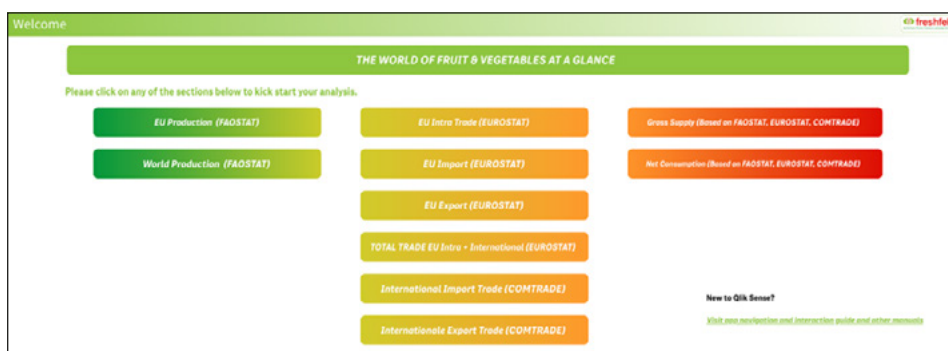 Welcome
freshfel
THE WORLD OF FRUIT & VEGETABLES AT A GLANCE
Please click on any of the sections below to kick start your analysis.
EU Production (FAOSTAT)
EU Intra Trade (EUROSTAT)
Gross Supply (Based on FAOSTAT, EUROSTAT, COMTRADE)
World Production (FAOSTAT)
EU Import (EUROSTAT)
Net Consumption (Based on FAOSTAT, EUROSTAT, COMTRADE)
EU Export (EUROSTAT)
TOTAL TRADE EU Intra + International (EUROSTAT)
International Import Trade (COMTRADE)
Internationale Export Trade (COMTRADE)
New to Qlik Sense?
Visit app navigation and interaction guide and other manuals